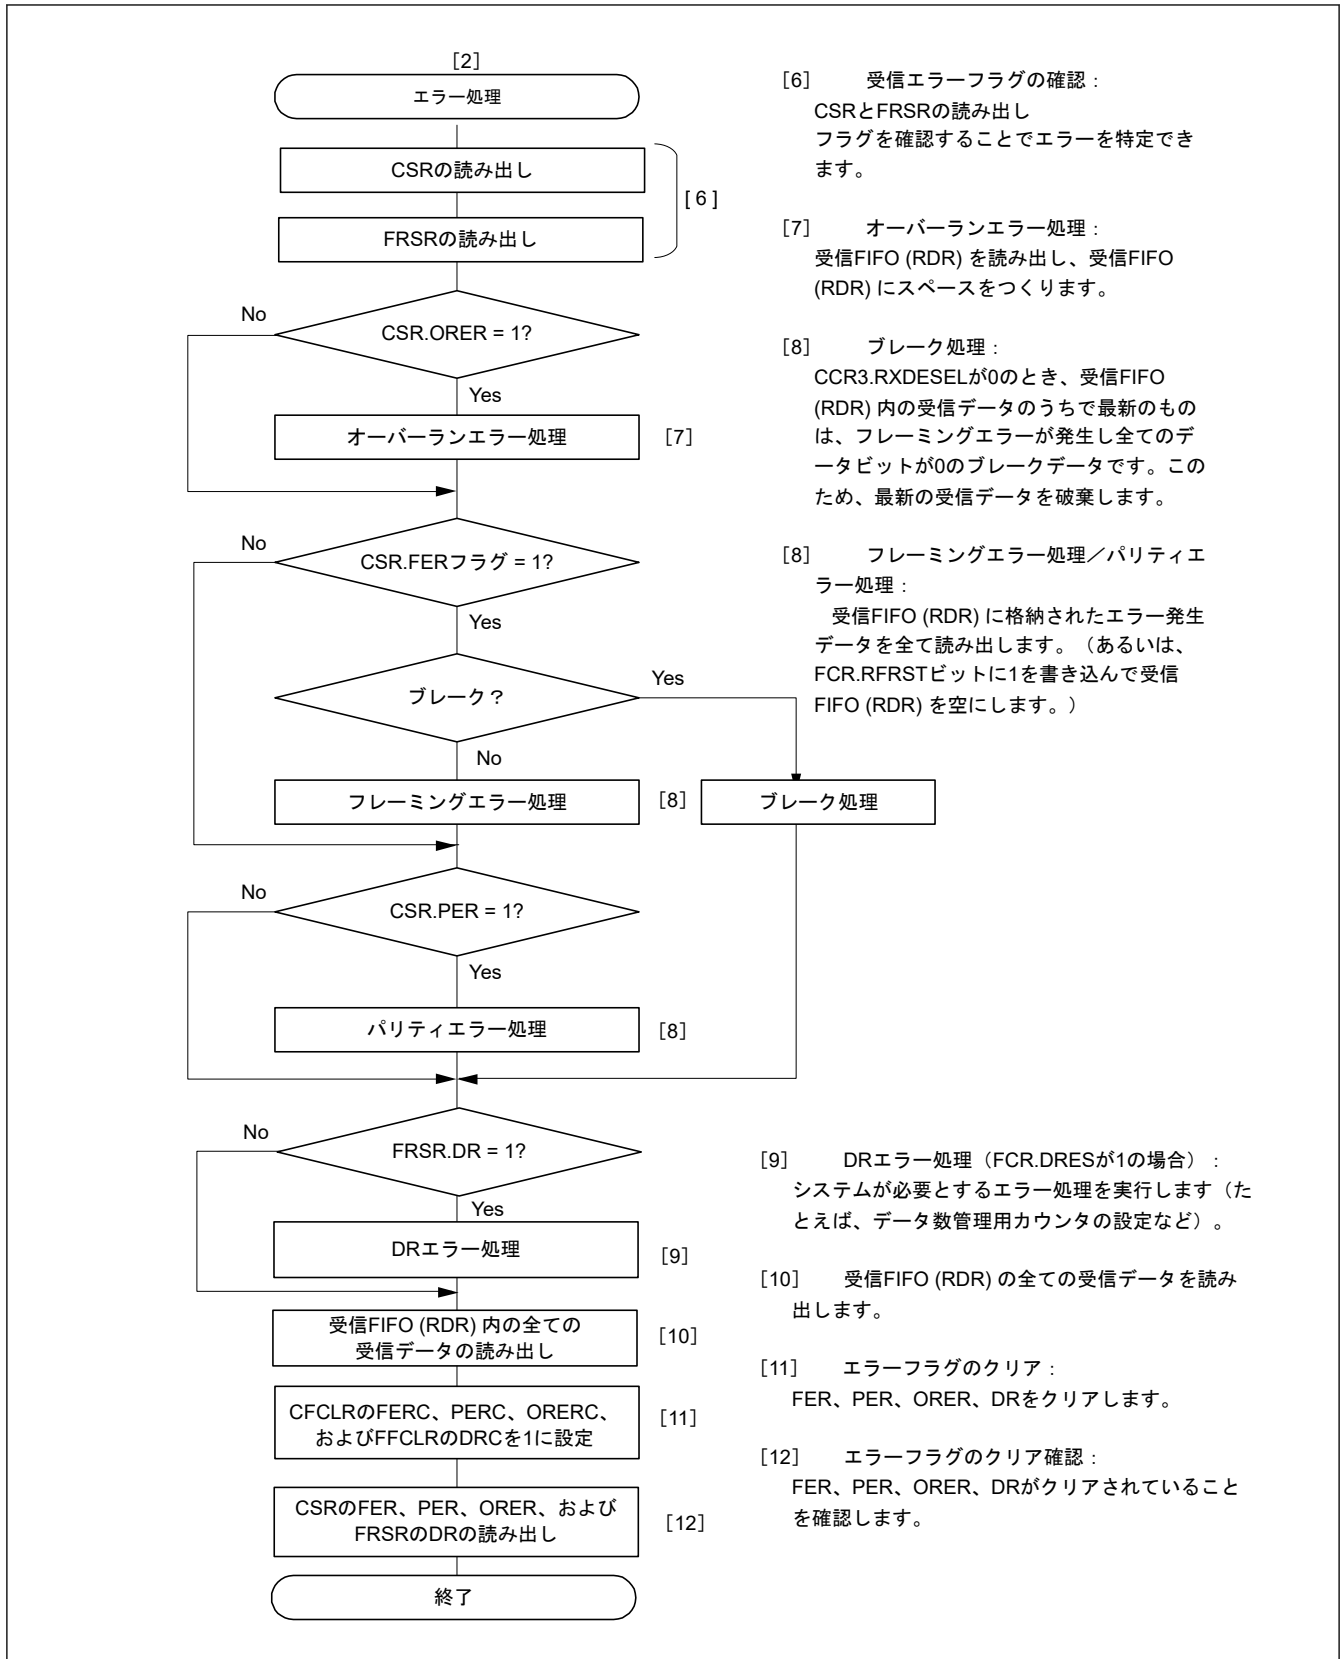 [2]
エラー処理
CSRの読み出し
[ 6 ]
FRSRの読み出し
No
CSR.ORER = 1?
Yes
オーバーランエラー処理
[7]
No
CSR.FERフラグ = 1?
Yes
ブレーク？
Yes
No
フレーミングエラー処理
[8]
ブレーク処理
No
CSR.PER = 1?
Yes
パリティエラー処理
[8]
No
FRSR.DR = 1?
Yes
DRエラー処理
[9]
受信FIFO (RDR) 内の全ての
受信データの読み出し
[10]
CFCLRのFERC、PERC、ORERC、
およびFFCLRのDRCを1に設定
[11]
CSRのFER、PER、ORER、および
FRSRのDRの読み出し
[12]
終了
[6] 受信エラーフラグの確認：
CSRとFRSRの読み出し
フラグを確認することでエラーを特定でき
ます。
[7] オーバーランエラー処理：
受信FIFO (RDR) を読み出し、受信FIFO
(RDR) にスペースをつくります。
[8] ブレーク処理：
CCR3.RXDESELが0のとき、受信FIFO
(RDR) 内の受信データのうちで最新のもの
は、フレーミングエラーが発生し全てのデ
ータビットが0のブレークデータです。この
ため、最新の受信データを破棄します。
[8] フレーミングエラー処理／パリティエ
ラー処理：
受信FIFO (RDR) に格納されたエラー発生
データを全て読み出します。（あるいは、
FCR.RFRSTビットに1を書き込んで受信
FIFO (RDR) を空にします。）
[9] DRエラー処理（FCR.DRESが1の場合）：
システムが必要とするエラー処理を実行します（た
とえば、データ数管理用カウンタの設定など）。
[10] 受信FIFO (RDR) の全ての受信データを読み
出します。
[11] エラーフラグのクリア：
FER、PER、ORER、DRをクリアします。
[12] エラーフラグのクリア確認：
FER、PER、ORER、DRがクリアされていること
を確認します。